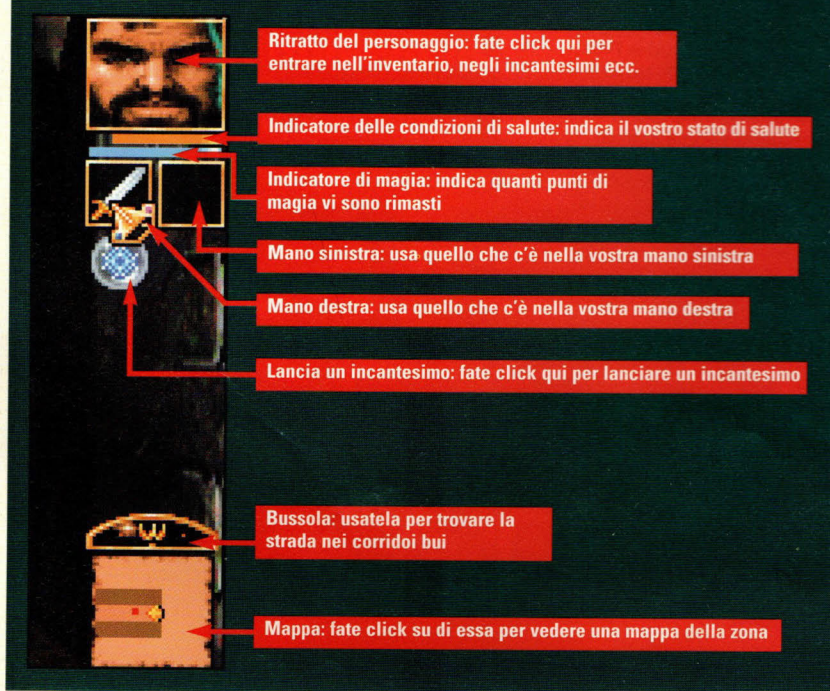 Ritratto del personaggio: fate click qui per
entrare nell'inventario, negli incantesimi ecc.
Indicatore delle condizioni di salute: indica il vostro stato di salute
Indicatore di magia: indica quanti punti di
magia vi sono rimasti
Mano sinistra: usa quello che c'è nella vostra mano sinistra
Mano destra: usa quello che c'è nella vostra mano destra
Lancia un incantesimo: fate click qui per lanciare un incantesimo
W
Bussola: usatela per trovare la
strada nei corridoi bui
Mappa: fate click su di essa per vedere una mappa della zona